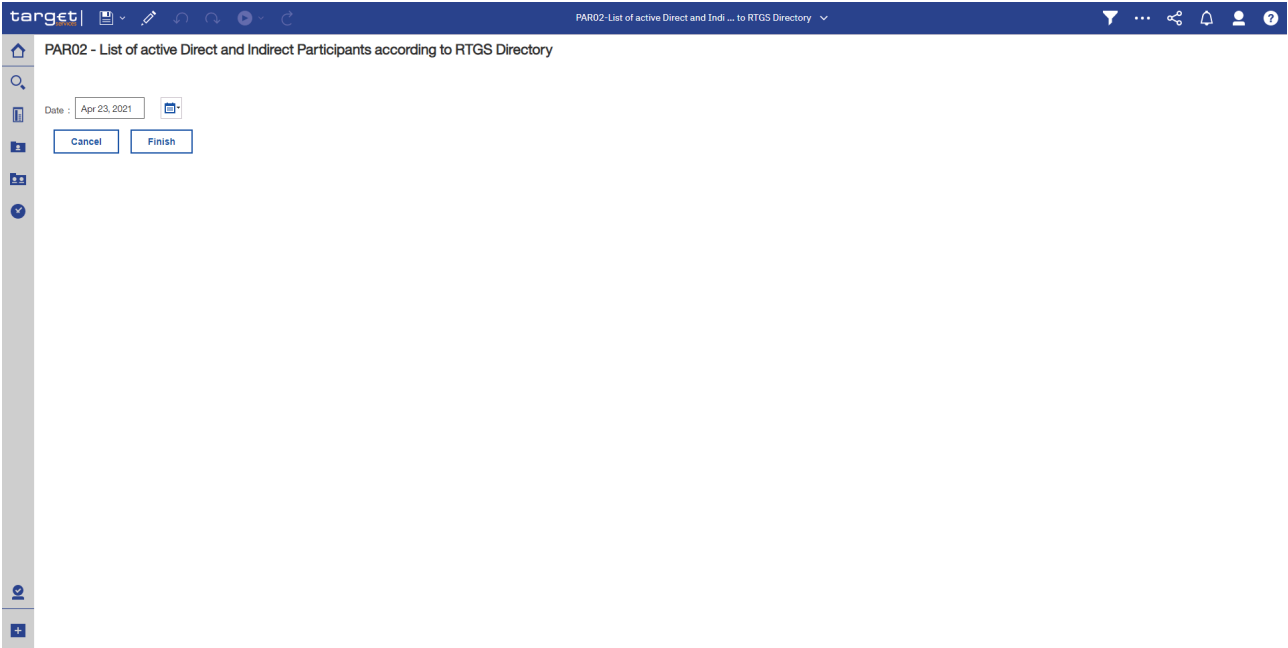 target services
PAR02-List of active Direct and Indi ... to RTGS Directory
PAR02 - List of active Direct and Indirect Participants according to RTGS Directory
Date : Apr 23, 2021
Cancel Finish